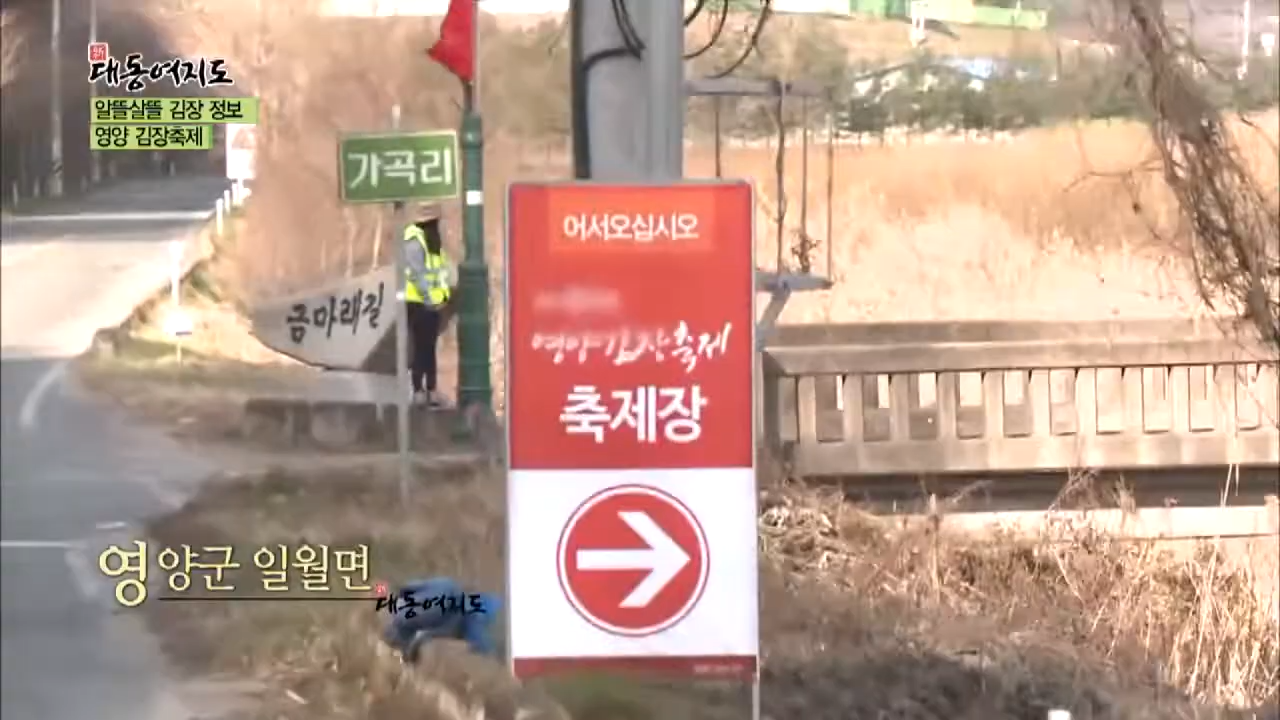 新
대동여지도
알뜰살뜰 김장 정보
영양 김장축제
가곡리
어서오십시오
금마래길
영양김장축제
축제장
영양군 일월면
대동여지도